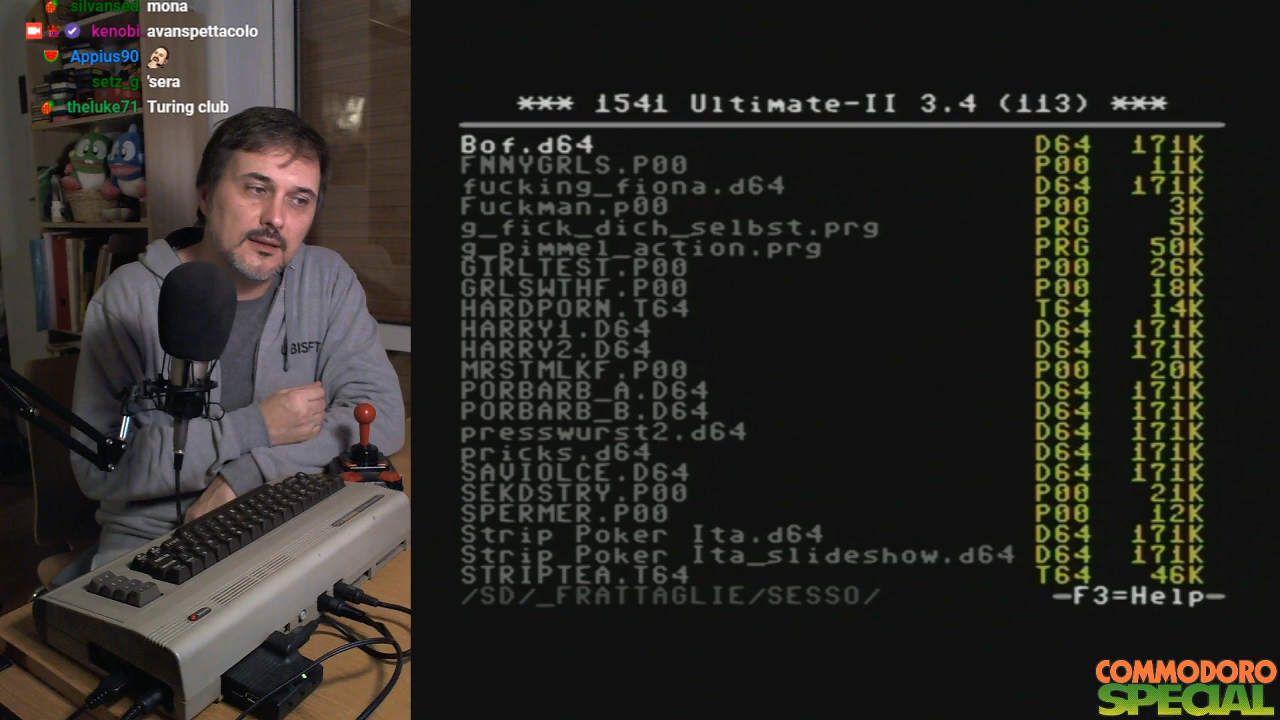 silvansed mona
kenobi avanspettacolo
Appius90
setz_g 'sera
theluke71 Turing club
*** 1541 Ultimate-II 3.4 (113) ***
Bof.d64 D64 171K
FNNYGRLS.P00 P00 11K
fucking_fiona.d64 D64 171K
Fuckman.p00 P00 3K
g_fick_dich_selbst.prg PRG 5K
g_pimmel_action.prg PRG 50K
GIRLTEST.P00 P00 26K
GRLSWTHF.P00 P00 18K
HARDPORN.T64 T64 14K
HARRY1.D64 D64 171K
HARRY2.D64 D64 171K
MRSTMLKF.P00 P00 20K
PORBARB_A.D64 D64 171K
PORBARB_B.D64 D64 171K
presswurst2.d64 D64 171K
pricks.d64 D64 171K
SAVIOLCE.D64 D64 171K
SEKDSTRY.P00 P00 21K
SPERMER.P00 P00 12K
Strip Poker Ita.d64 D64 171K
Strip Poker Ita_slideshow.d64 D64 171K
STRIPTEA.T64 T64 46K
/SD/_FRATTAGLIE/SESSO/ F3=Help
COMMODORO
SPECIAL